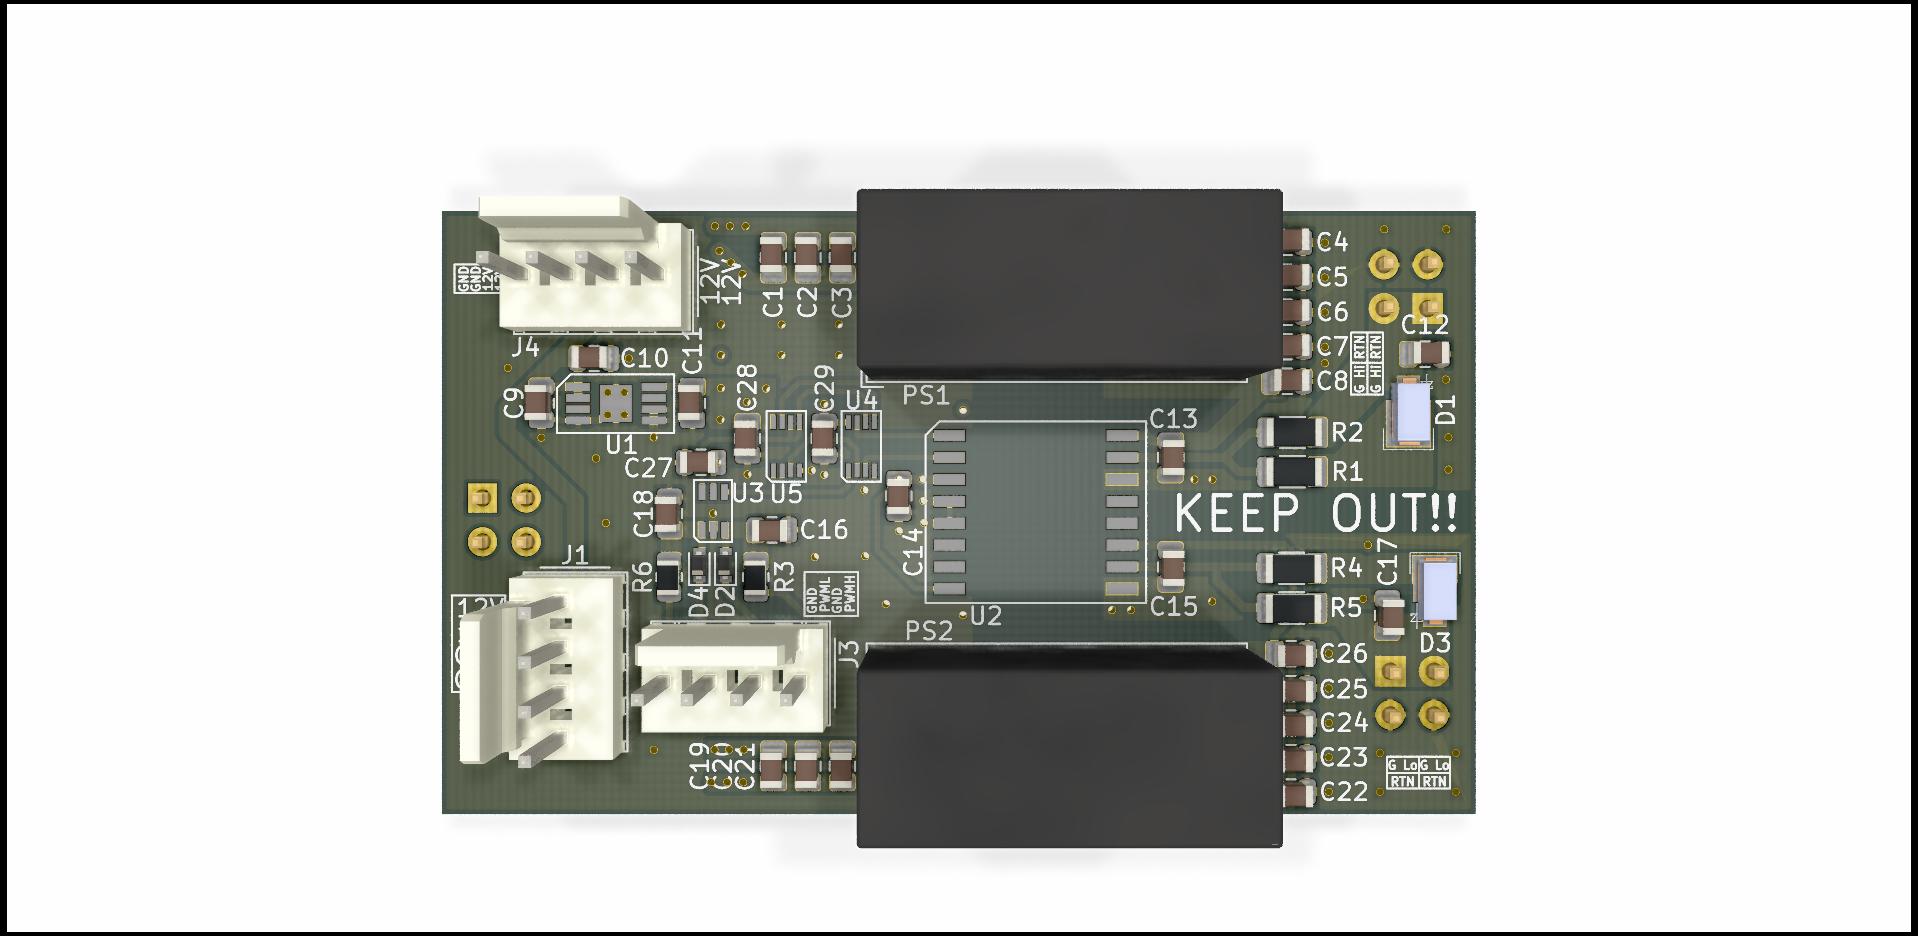 GND
GND
12V
12V
12V
J4
C10
C11
C9
U1
C1
C2
C3
C4
C5
C6
C7
C8
C12
G Hi RTN
G Hi RTN
D1
PS1
C28
C29
U4
C13
R2
R1
C27
U3
U5
C18
C16
C14
KEEP OUT!!
J1
R6
D4
D2
R3
GND
PWML
GND
PWMH
U2
C15
R4
R5
C17
D3
12V
PS2
J3
C26
C25
C24
C23
C22
C19
C20
C21
G Lo G Lo
RTN RTN